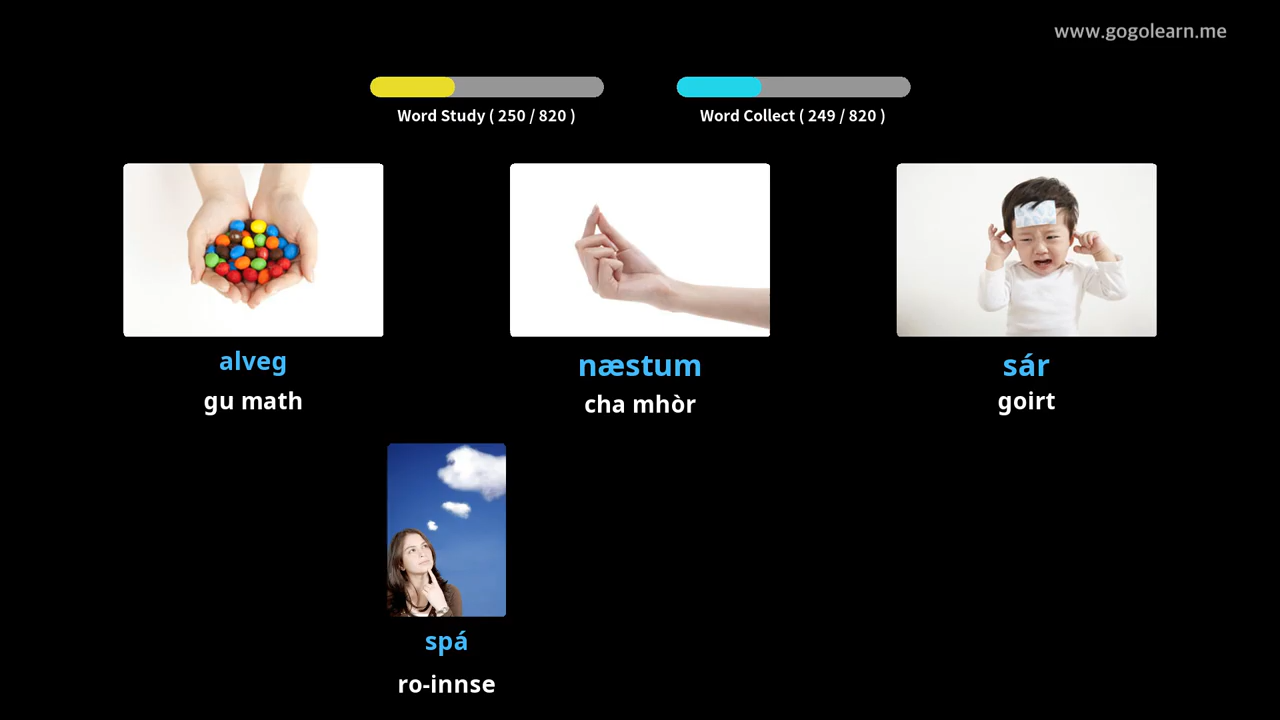 www.gogolearn.me
Word Study ( 250 / 820 )
Word Collect ( 249 / 820 )
alveg
gu math
næstum
cha mhòr
sár
goirt
spá
ro-innse